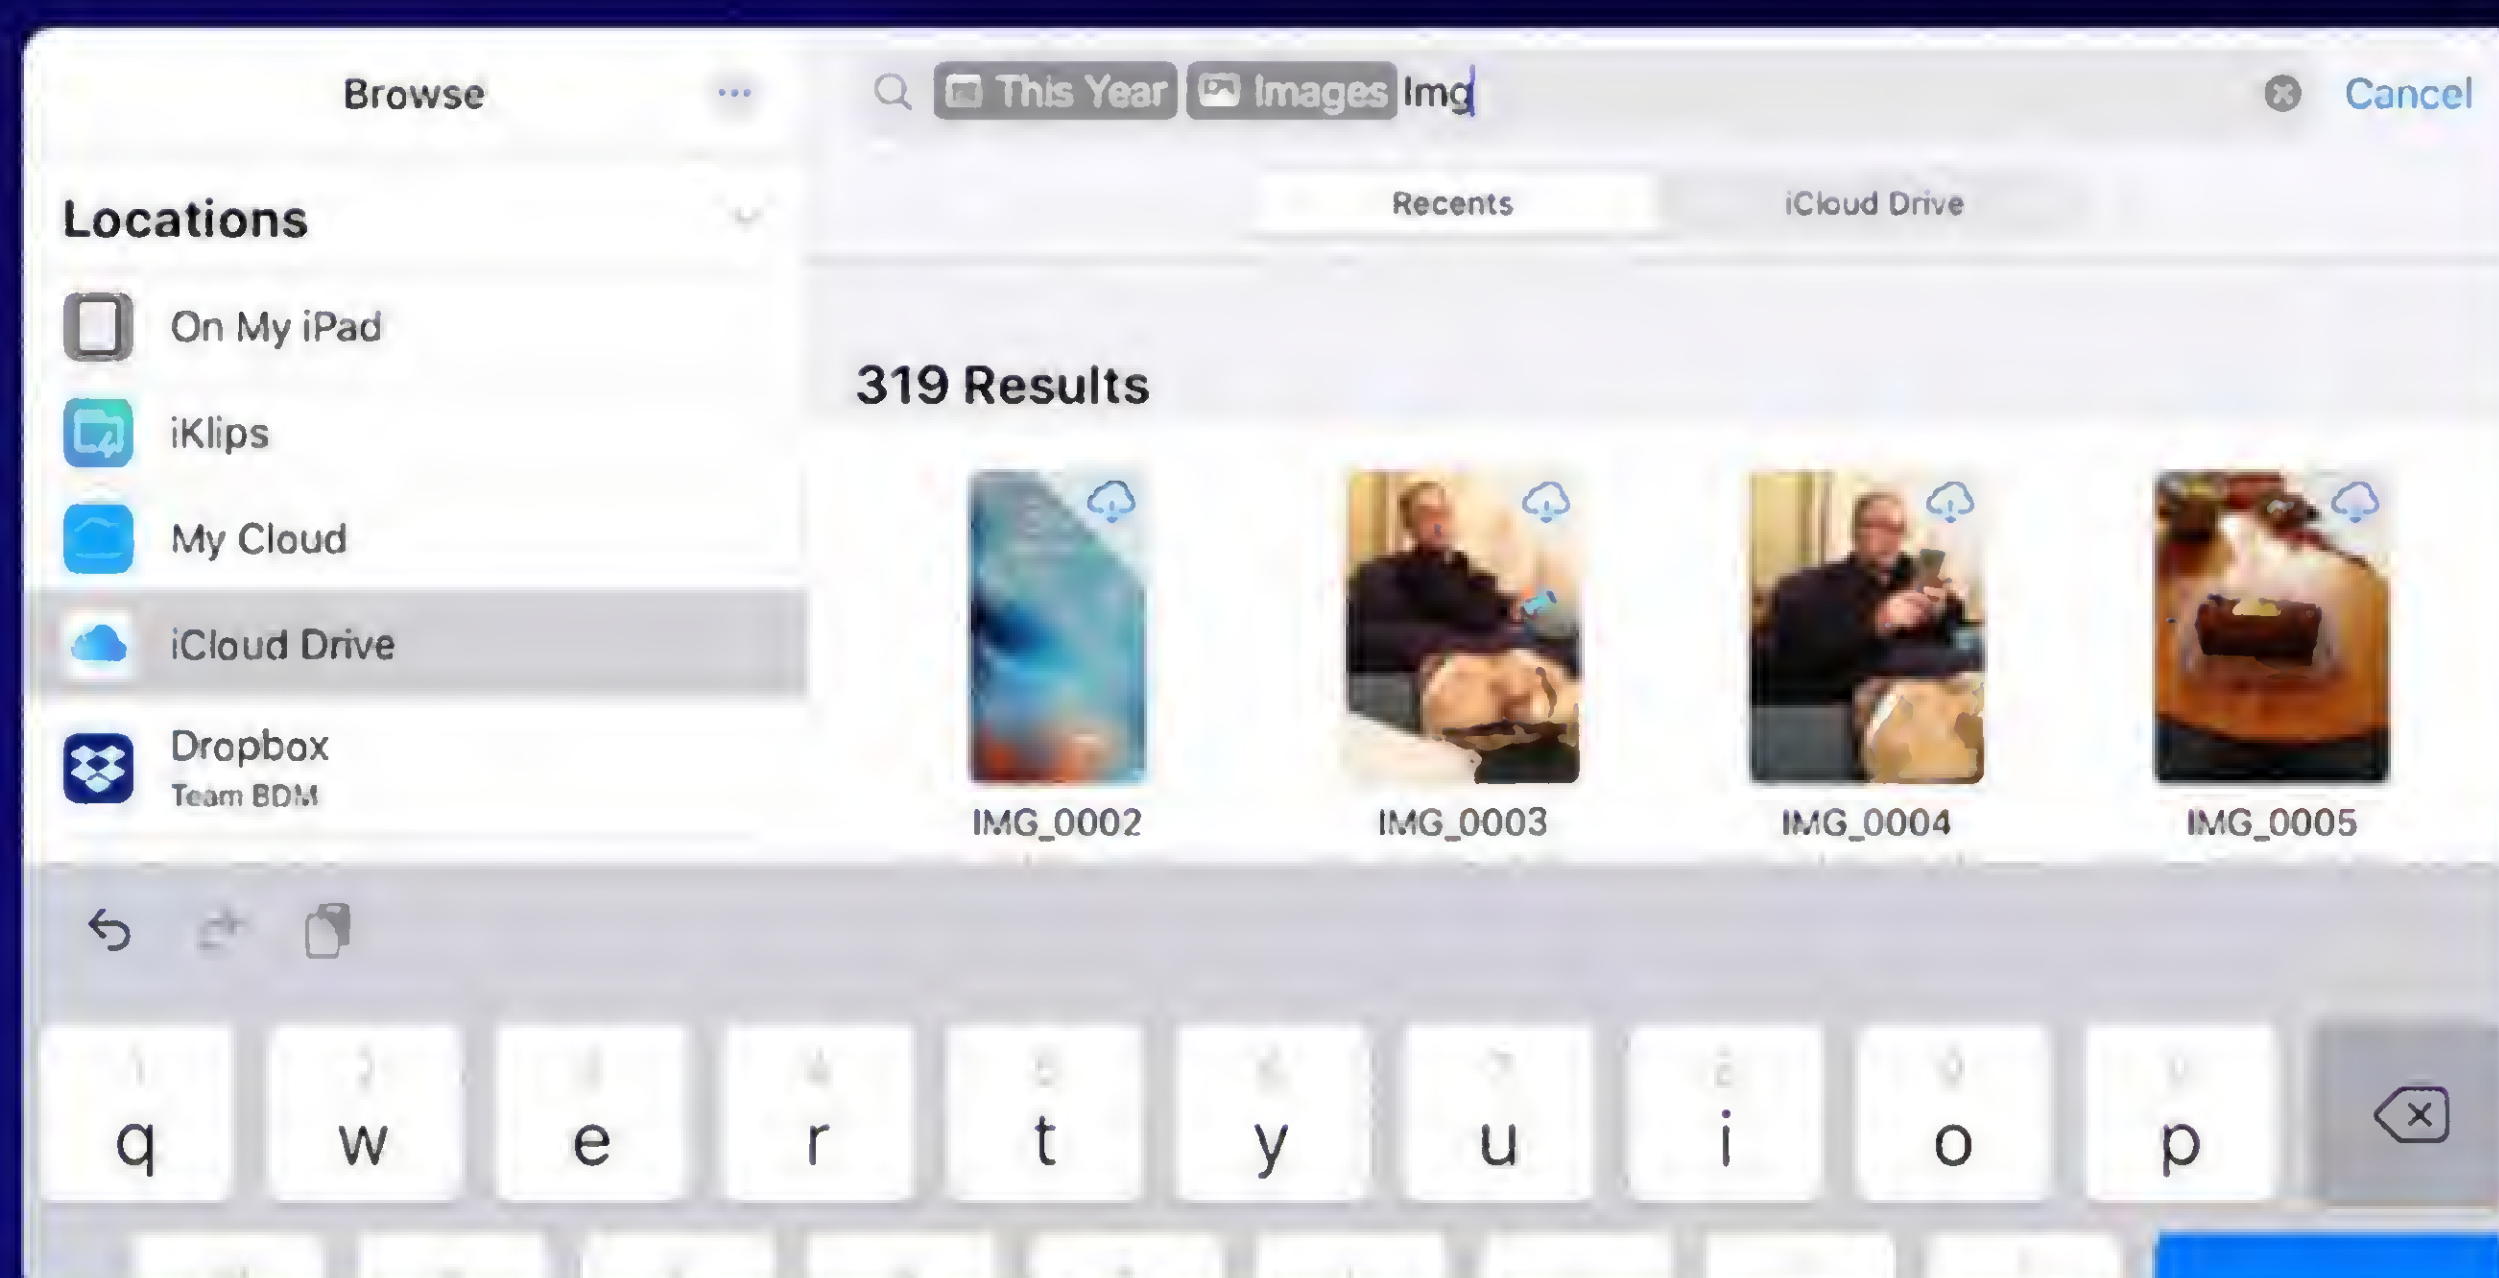 Browse
This Year Images Img
Cancel
Locations
Recents
iCloud Drive
On My iPad
319 Results
iKlips
My Cloud
iCloud Drive
Dropbox
Team BDM
IMG_0002
IMG_0003
IMG_0004
IMG_0005
q w e r t y u i o p